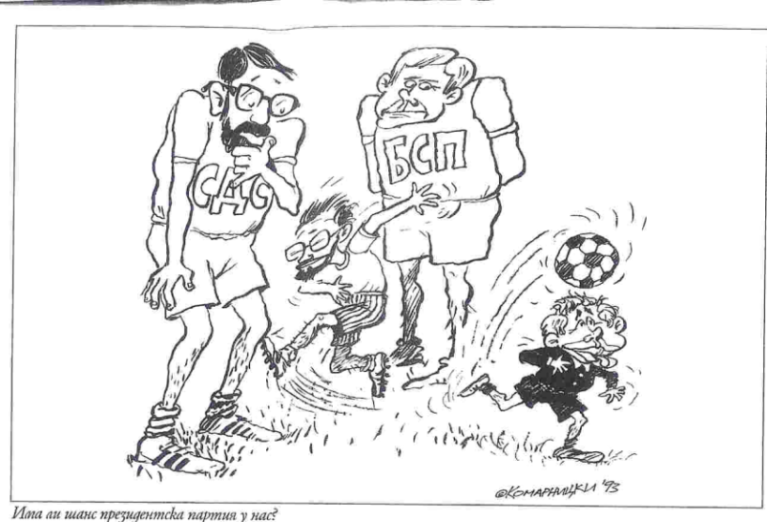 СДС
БСП
©КОМАРНИЦКИ '93
Има ли шанс президентска партия у нас?